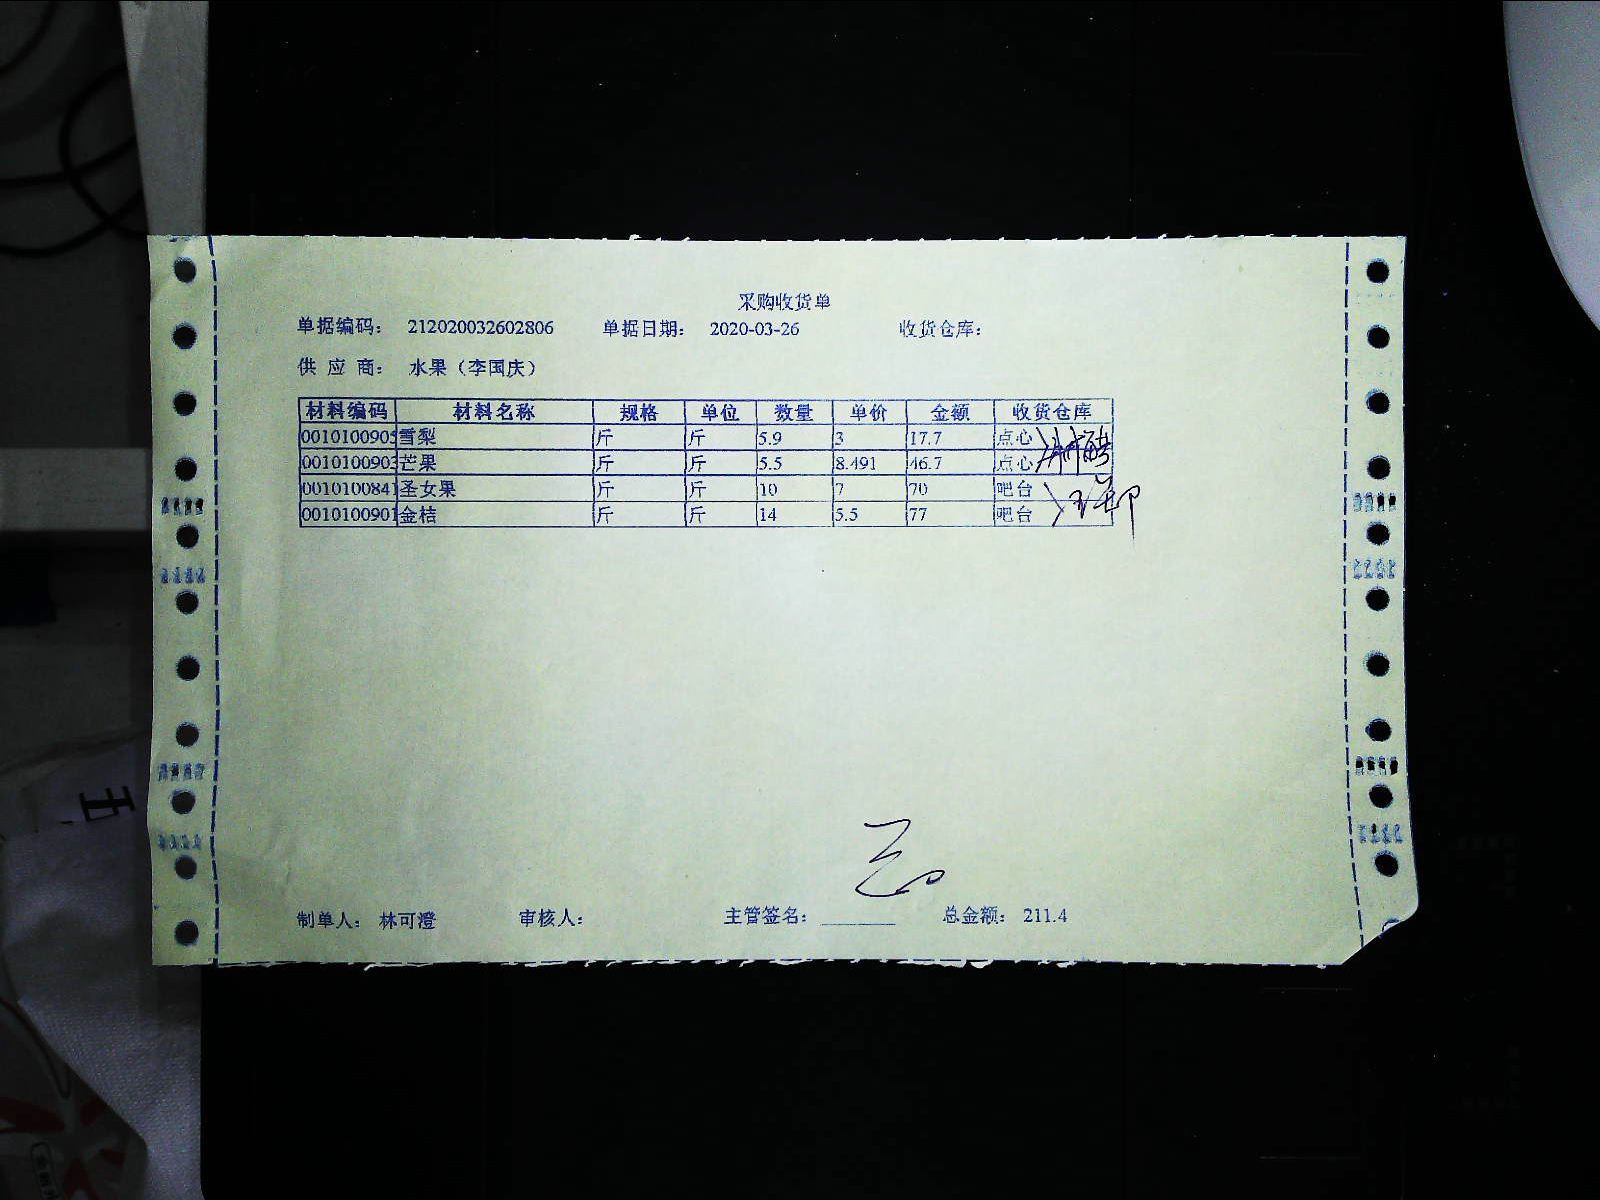 采购收货单
单据编码： 212020032602806 单据日期： 2020-03-26 收货仓库：
供 应 商： 水果（李国庆）
材料编码 材料名称 规格 单位 数量 单价 金额 收货仓库
0010100905 雪梨 斤 斤 5.9 3 17.7 点心
0010100903 芒果 斤 斤 5.5 8.491 46.7 点心
0010100841 圣女果 斤 斤 10 7 70 吧台
0010100901 金桔 斤 斤 14 5.5 77 吧台
制单人： 林可澄 审核人： 主管签名： 总金额： 211.4